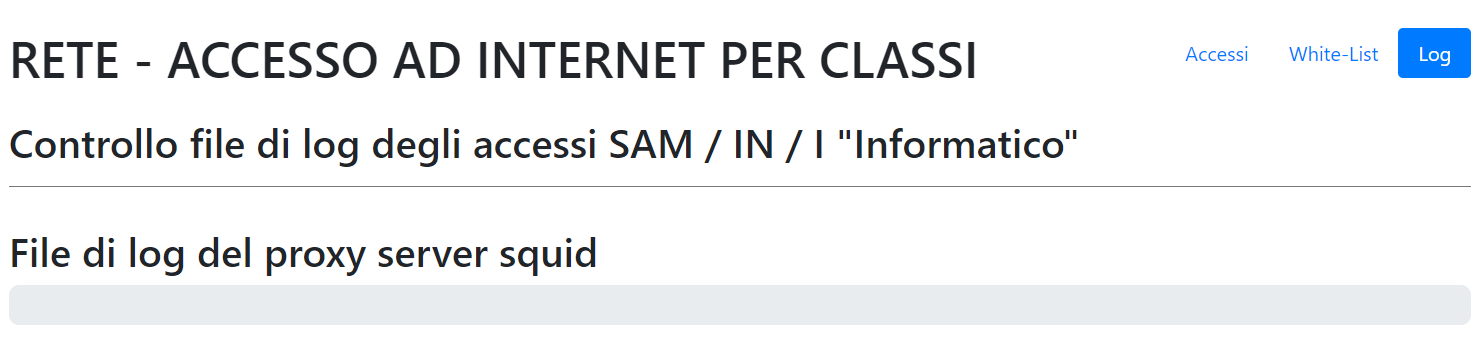 RETE - ACCESSO AD INTERNET PER CLASSI
Accessi White-List Log
Controllo file di log degli accessi SAM / IN / I "Informatico"
File di log del proxy server squid